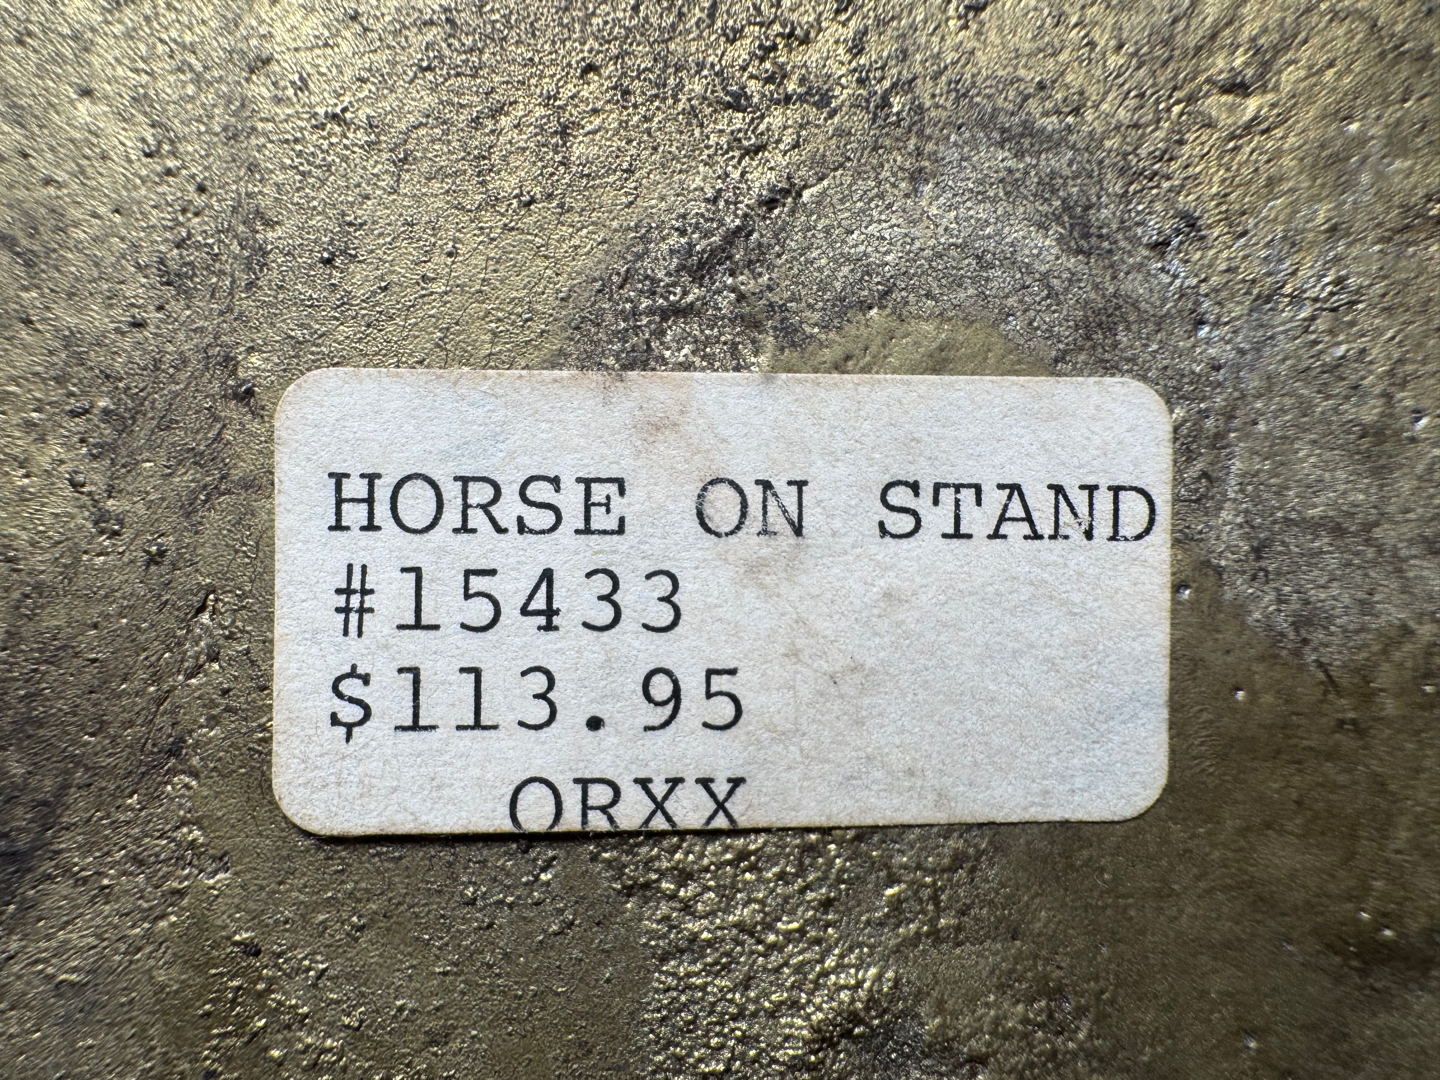 HORSE ON STAND
#15433
$113.95
ORXX